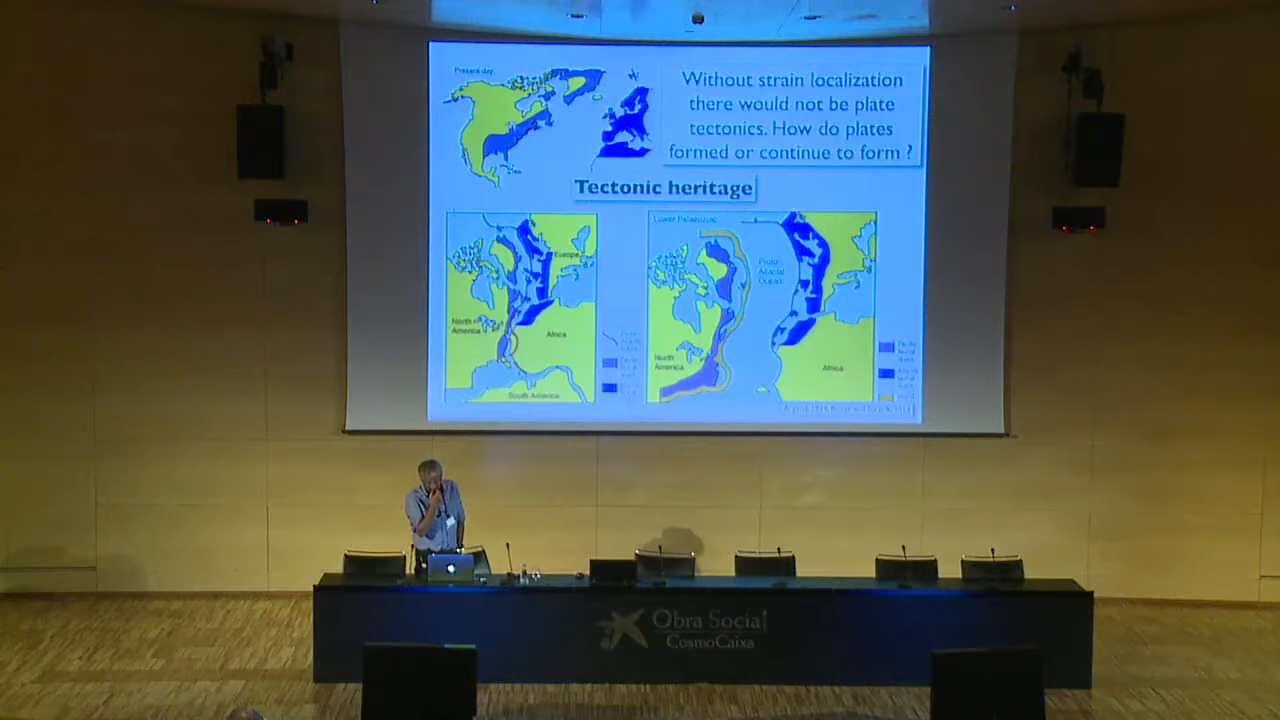 Present day
Without strain localization
there would not be plate
tectonics. How do plates
formed or continue to form ?
Tectonic heritage
Europe
North
America
Africa
South America
Lower Palaeozoic
Proto-
Atlantic
Ocean
North
America
Africa
Obra Social
CosmoCaixa